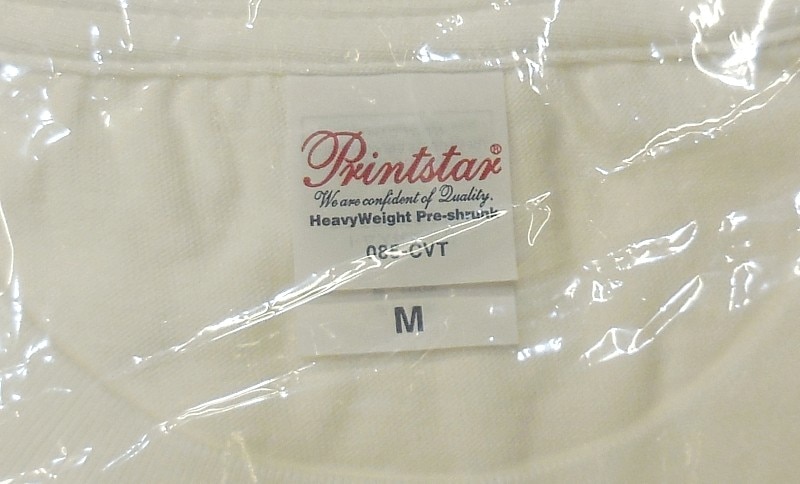 Printstar®
We are confident of Quality.
HeavyWeight Pre-shrunk
085-CVT
M